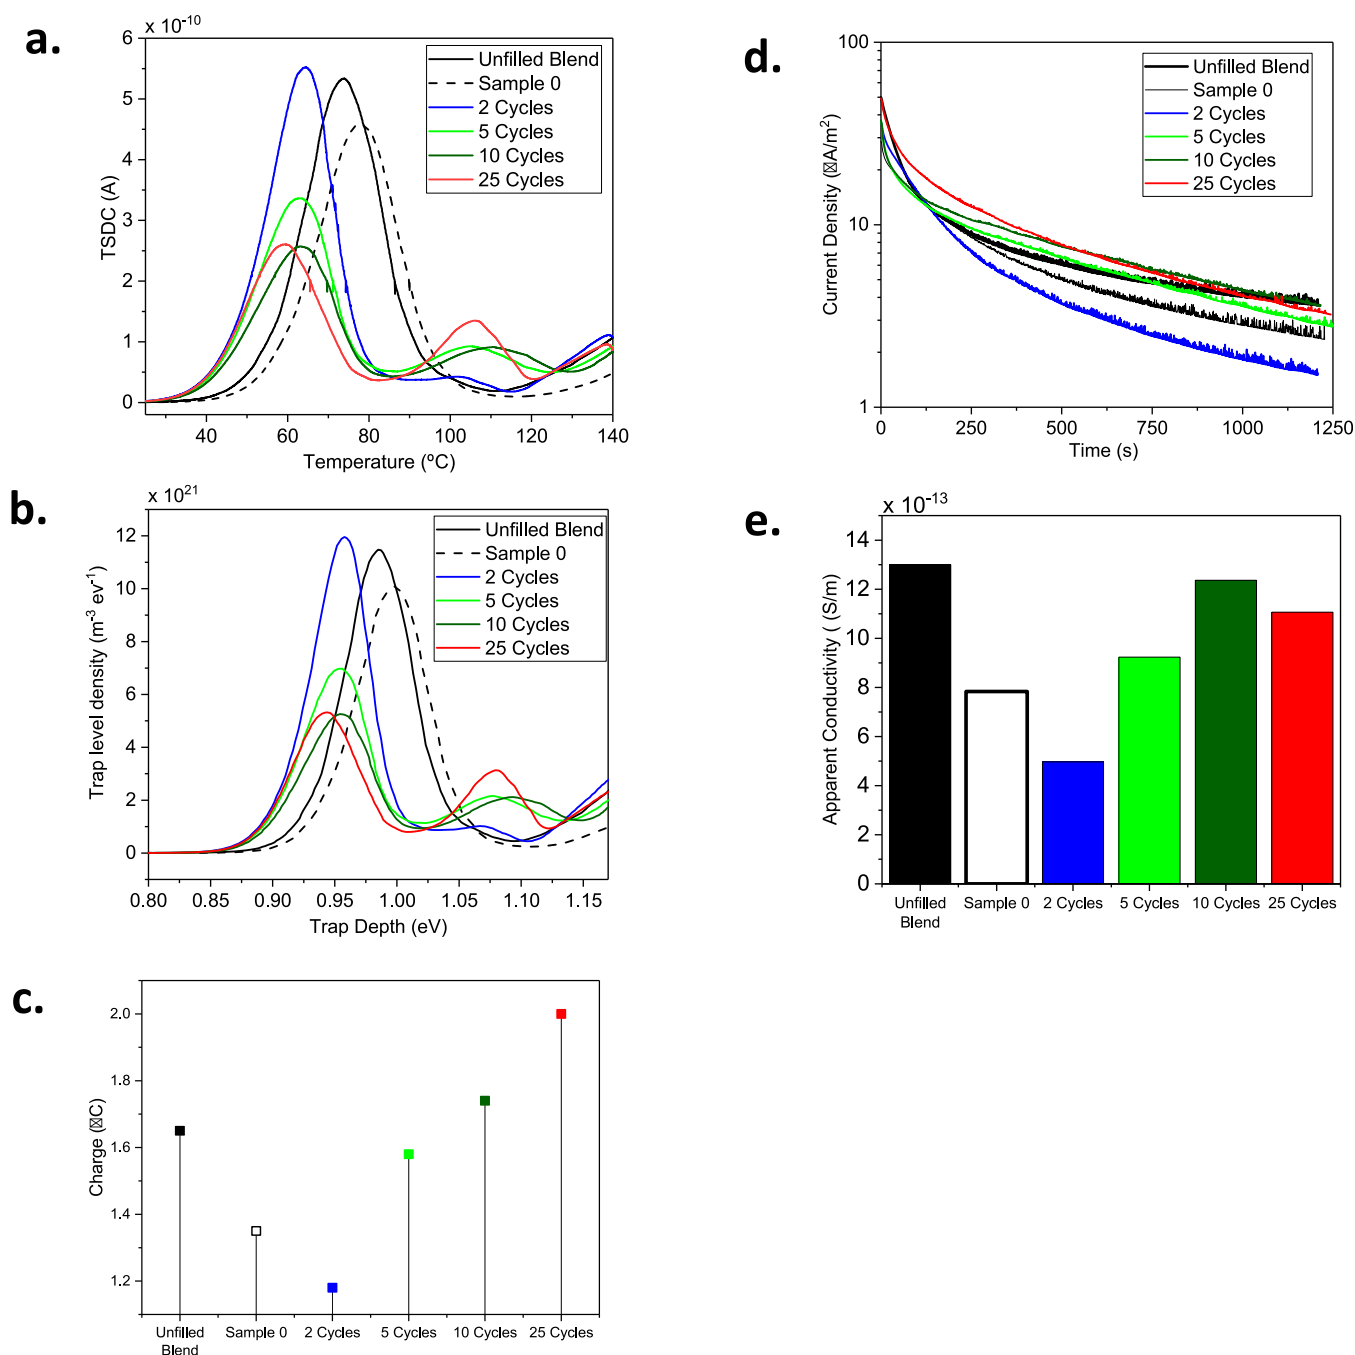 a.
x 10-10
6
5
4
3
2
1
0
TSDC (A)
40 60 80 100 120 140
Temperature (ºC)
Unfilled Blend
Sample 0
2 Cycles
5 Cycles
10 Cycles
25 Cycles
b.
x 1021
12
10
8
6
4
2
0
Trap level density (m-3 ev-1)
0.80 0.85 0.90 0.95 1.00 1.05 1.10 1.15
Trap Depth (eV)
Unfilled Blend
Sample 0
2 Cycles
5 Cycles
10 Cycles
25 Cycles
c.
2.0
1.8
1.6
1.4
1.2
Charge (☒C)
Unfilled Blend
Sample 0
2 Cycles
5 Cycles
10 Cycles
25 Cycles
d.
100
10
1
Current Density (☒A/m2)
0 250 500 750 1000 1250
Time (s)
Unfilled Blend
Sample 0
2 Cycles
5 Cycles
10 Cycles
25 Cycles
e.
x 10-13
14
12
10
8
6
4
2
0
Apparent Conductivity ( (S/m)
Unfilled Blend
Sample 0
2 Cycles
5 Cycles
10 Cycles
25 Cycles